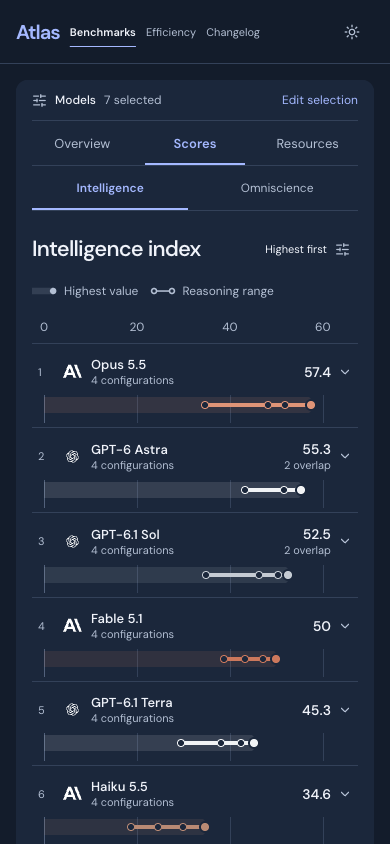 Atlas Benchmarks Efficiency Changelog
Models 7 selected Edit selection
Overview Scores Resources
Intelligence Omniscience
Intelligence index Highest first
Highest value Reasoning range
0 20 40 60
1 Opus 5.5 57.4
4 configurations
2 GPT-6 Astra 55.3
4 configurations 2 overlap
3 GPT-6.1 Sol 52.5
4 configurations 2 overlap
4 Fable 5.1 50
4 configurations
5 GPT-6.1 Terra 45.3
4 configurations
6 Haiku 5.5 34.6
4 configurations